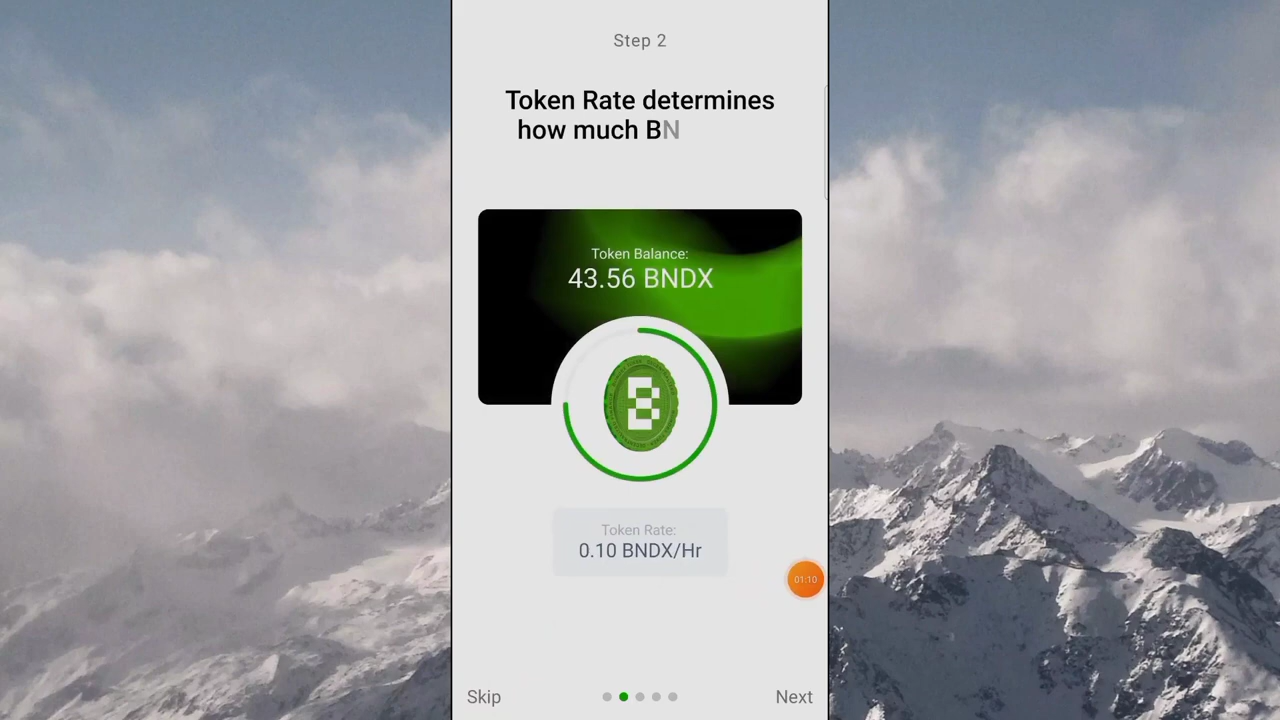 Step 2
Token Rate determines
how much BN
Token Balance:
43.56 BNDX
Token Rate:
0.10 BNDX/Hr
01:10
Skip
Next